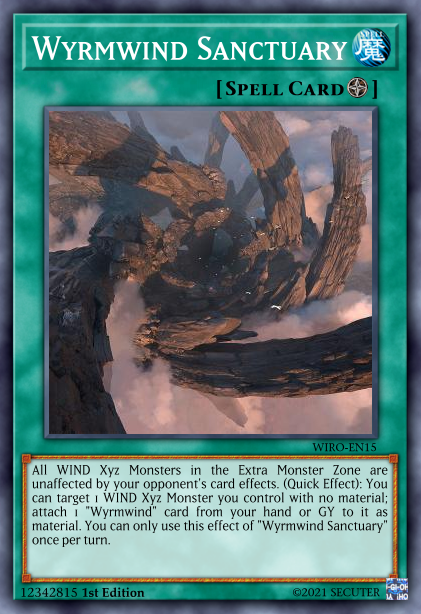 WYRMWIND SANCTUARY 魔
[SPELL CARD]
WIRO-EN15
All WIND Xyz Monsters in the Extra Monster Zone are
unaffected by your opponent's card effects. (Quick Effect): You
can target 1 WIND Xyz Monster you control with no material;
attach 1 "Wyrmwind" card from your hand or GY to it as
material. You can only use this effect of "Wyrmwind Sanctuary"
once per turn.
12342815 1st Edition ©2021 SECUTER